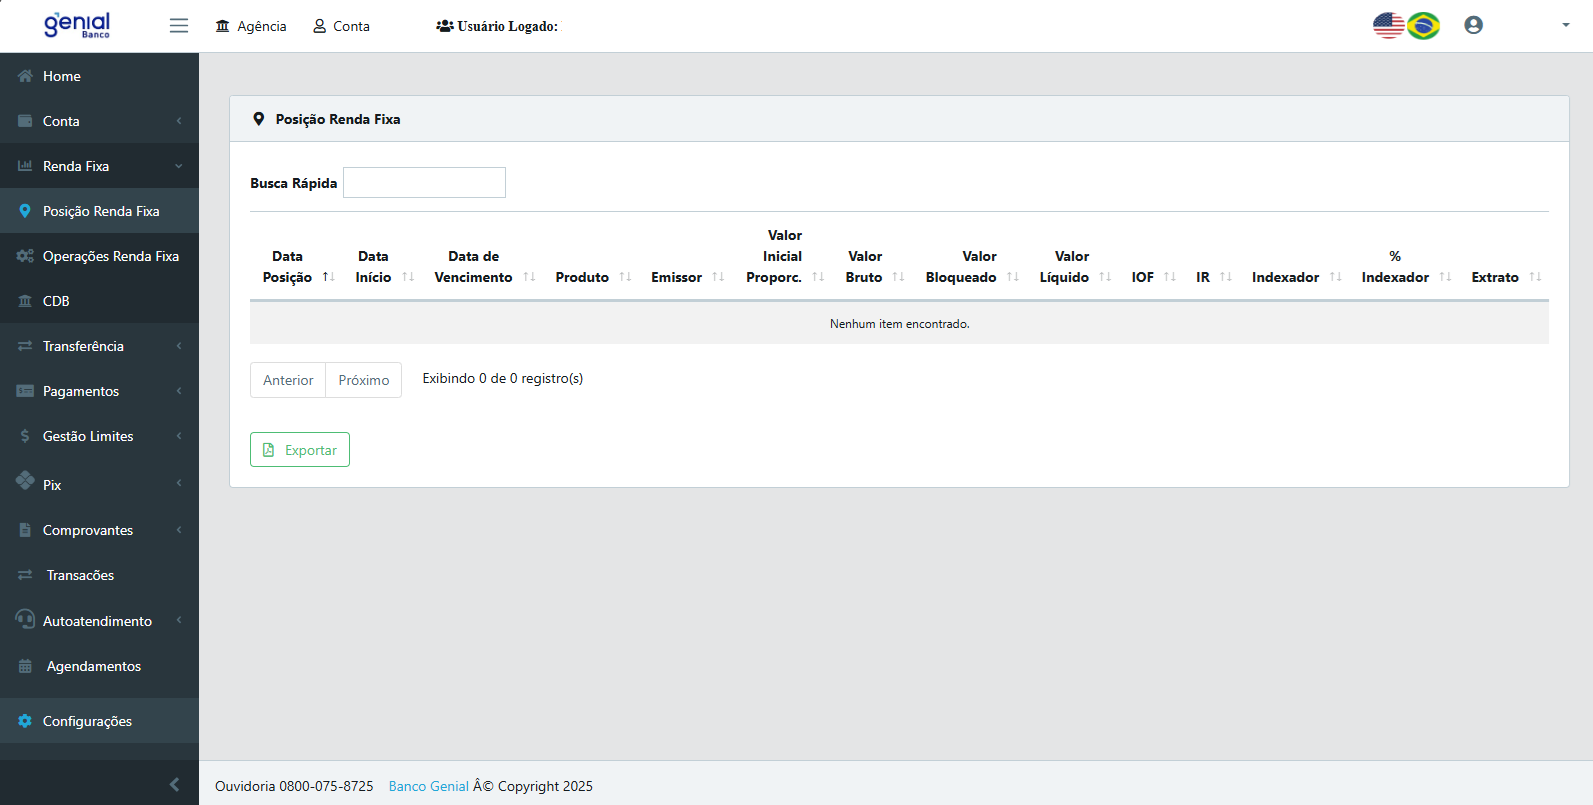 genial
Banco
Agência
Conta
Usuário Logado:
Home
Conta
Renda Fixa
Posição Renda Fixa
Operações Renda Fixa
CDB
Transferência
Pagamentos
Gestão Limites
Pix
Comprovantes
Transacões
Autoatendimento
Agendamentos
Configurações
Posição Renda Fixa
Busca Rápida
Data Posição
Data Início
Data de Vencimento
Produto
Emissor
Valor Inicial Proporc.
Valor Bruto
Valor Bloqueado
Valor Líquido
IOF
IR
Indexador
% Indexador
Extrato
Nenhum item encontrado.
Anterior
Próximo
Exibindo 0 de 0 registro(s)
Exportar
Ouvidoria 0800-075-8725 Banco Genial Â© Copyright 2025